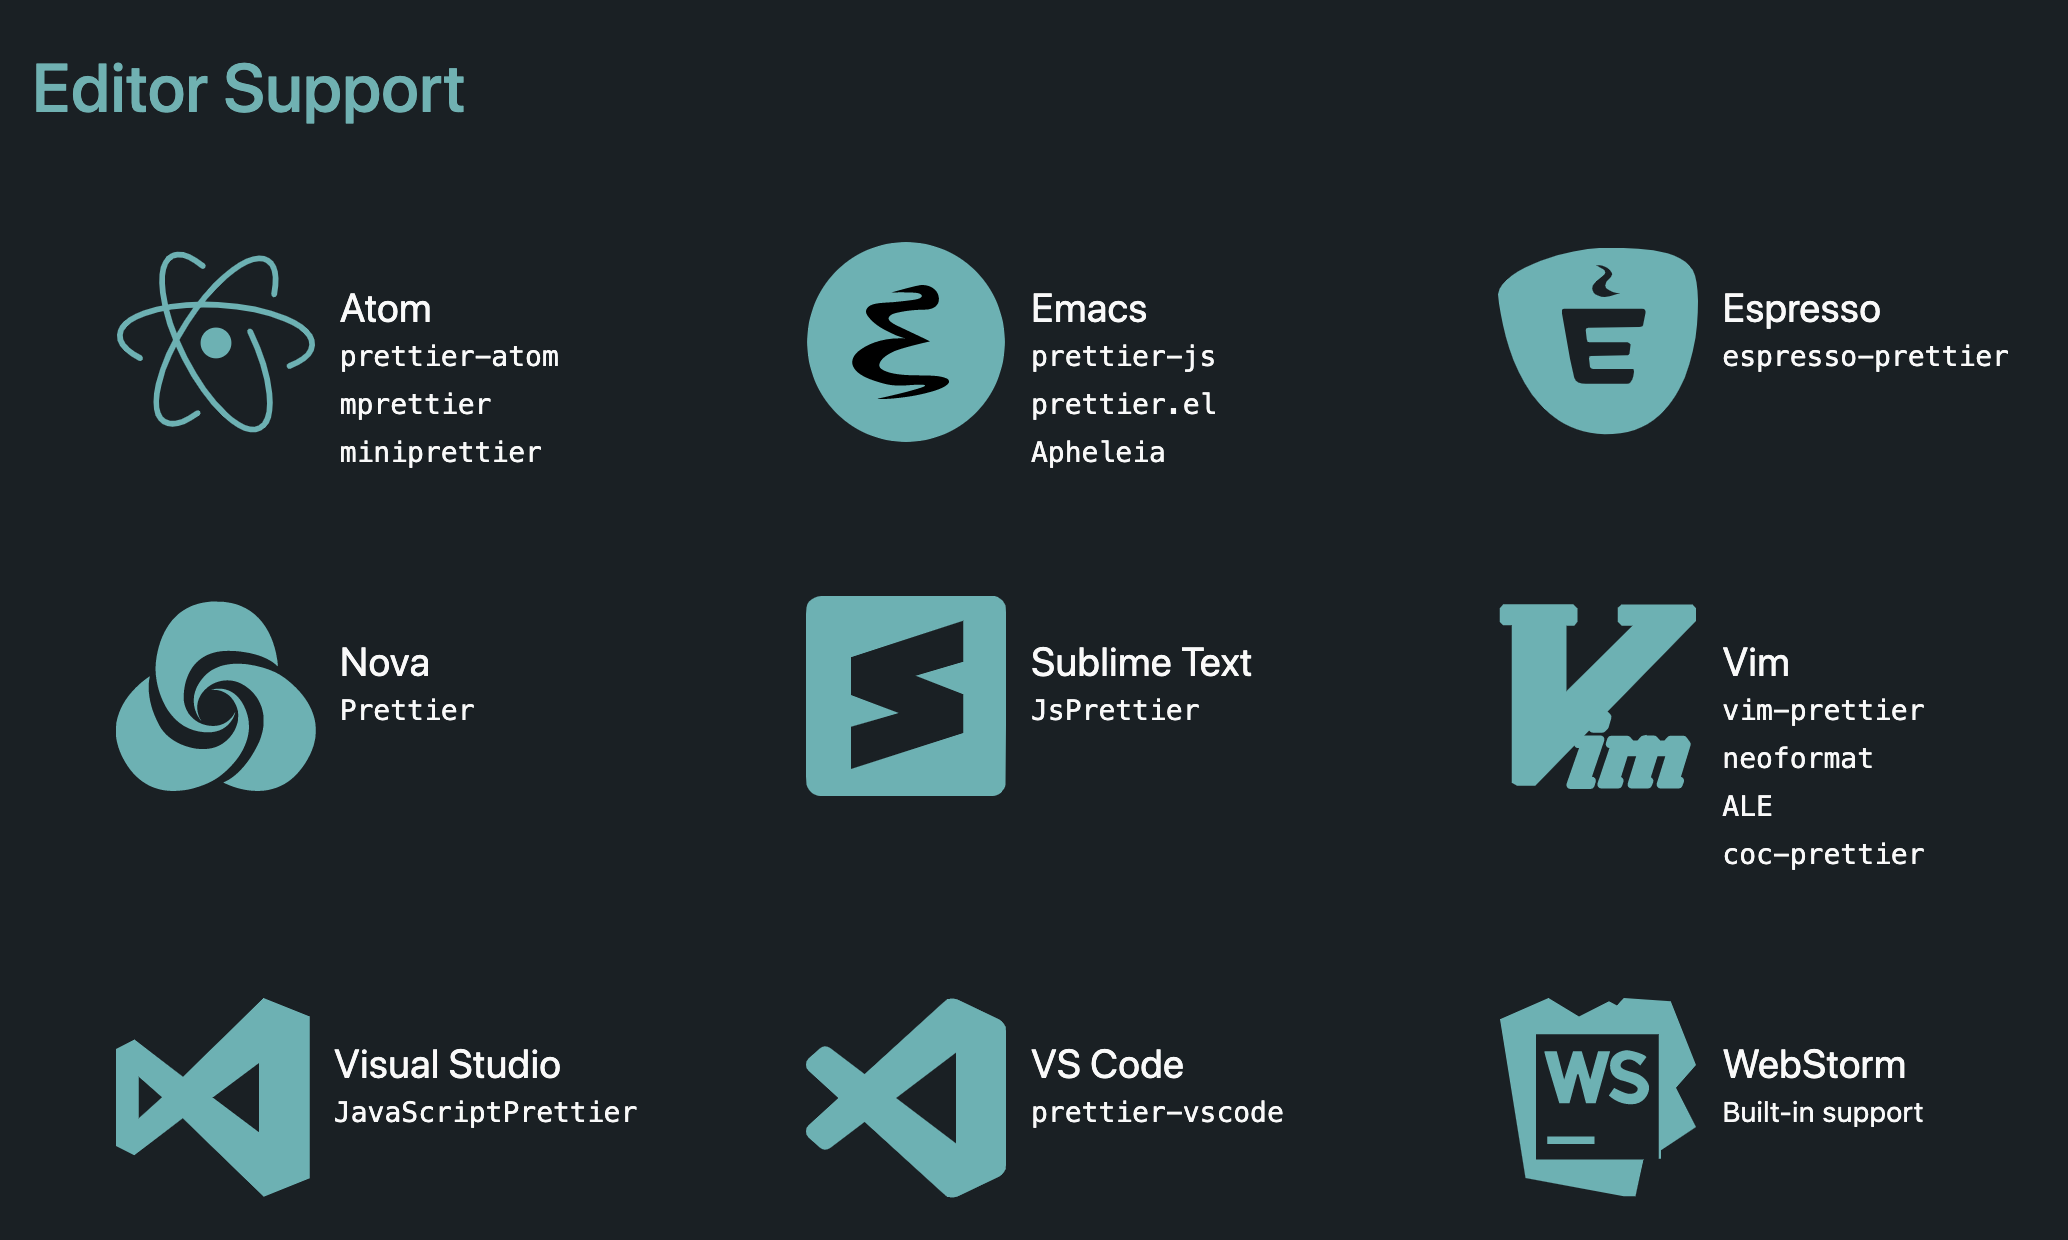 Editor Support
Atom
prettier-atom
mprettier
miniprettier
Emacs
prettier-js
prettier.el
Apheleia
Espresso
espresso-prettier
Nova
Prettier
Sublime Text
JsPrettier
Vim
Vim
vim-prettier
neoformat
ALE
coc-prettier
Visual Studio
JavaScriptPrettier
VS Code
prettier-vscode
WS
WebStorm
Built-in support